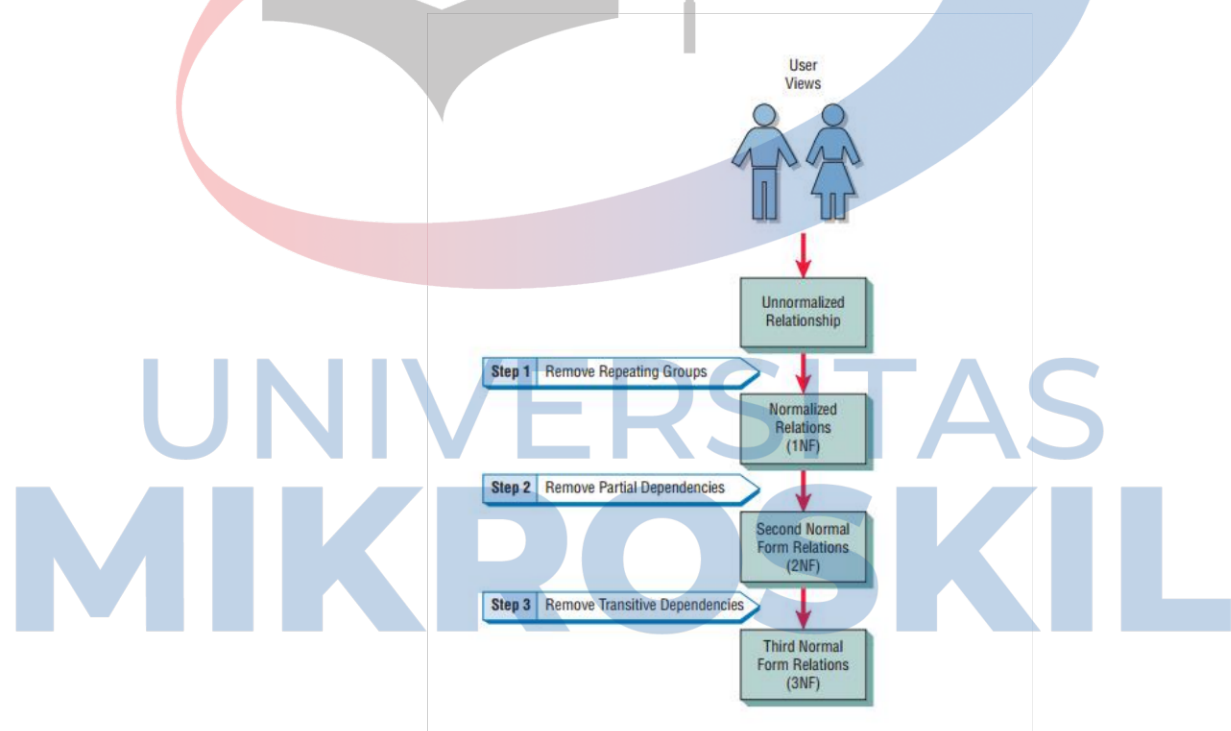 User
Views
Unnormalized
Relationship
Step 1 Remove Repeating Groups
Normalized
Relations
(1NF)
Step 2 Remove Partial Dependencies
Second Normal
Form Relations
(2NF)
Step 3 Remove Transitive Dependencies
Third Normal
Form Relations
(3NF)
UNIVERSITAS
MIKROSKIL